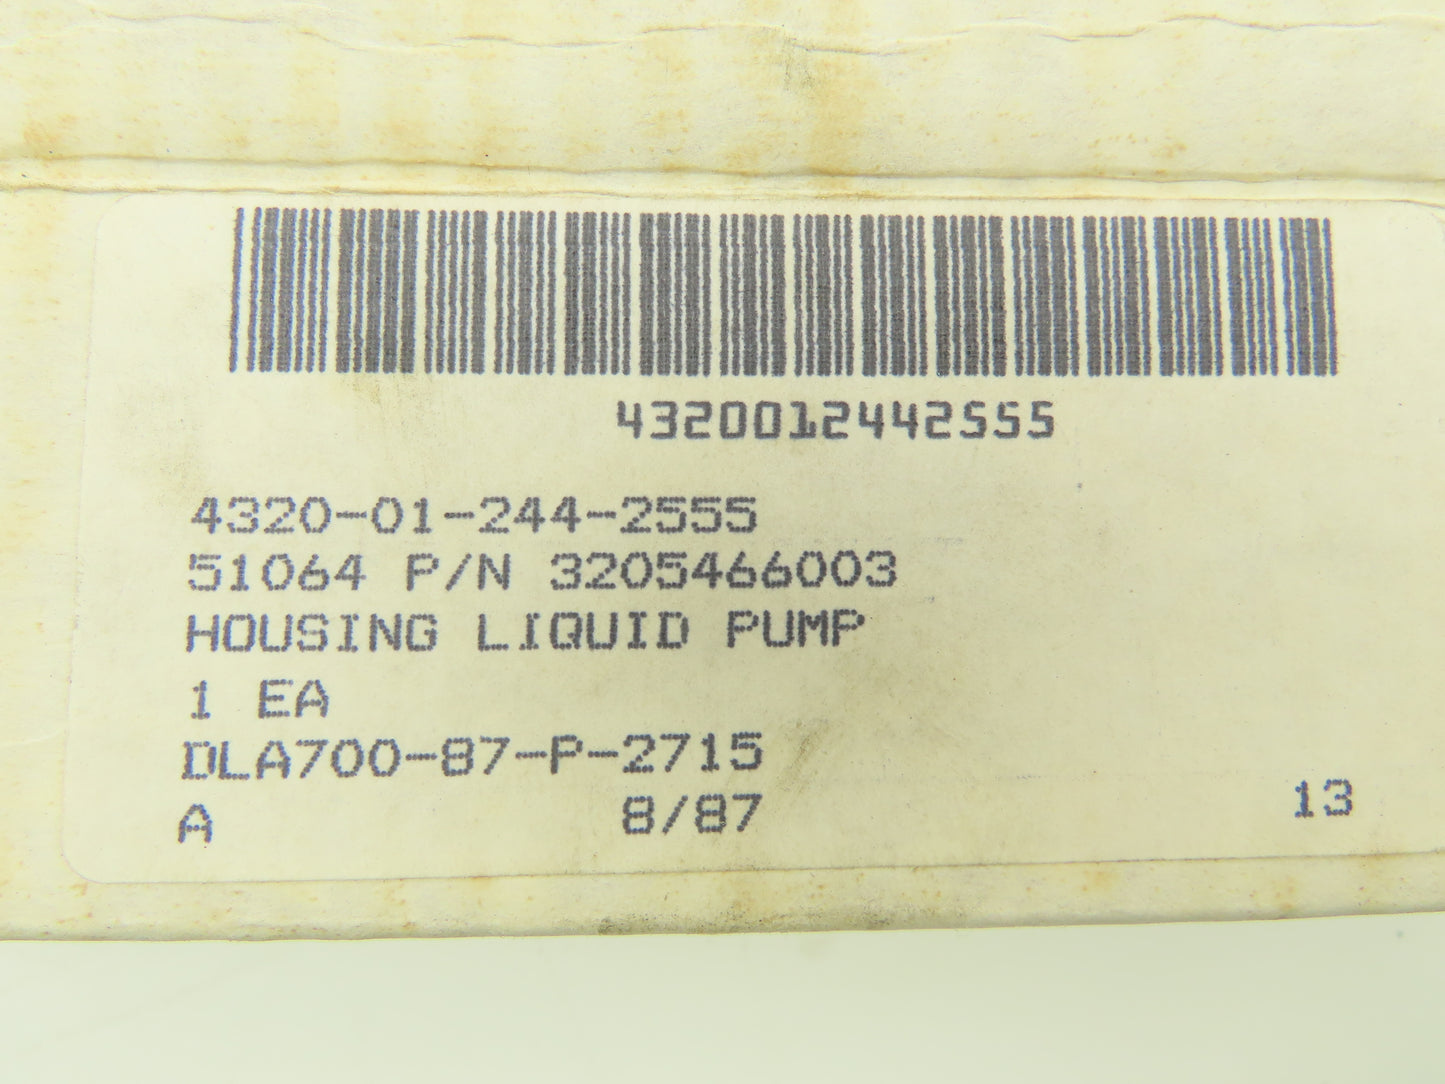 4320012442555
4320-01-244-2555
51064 P/N 3205466003
HOUSING LIQUID PUMP
1 EA
DLA700-87-P-2715
A 8/87 13